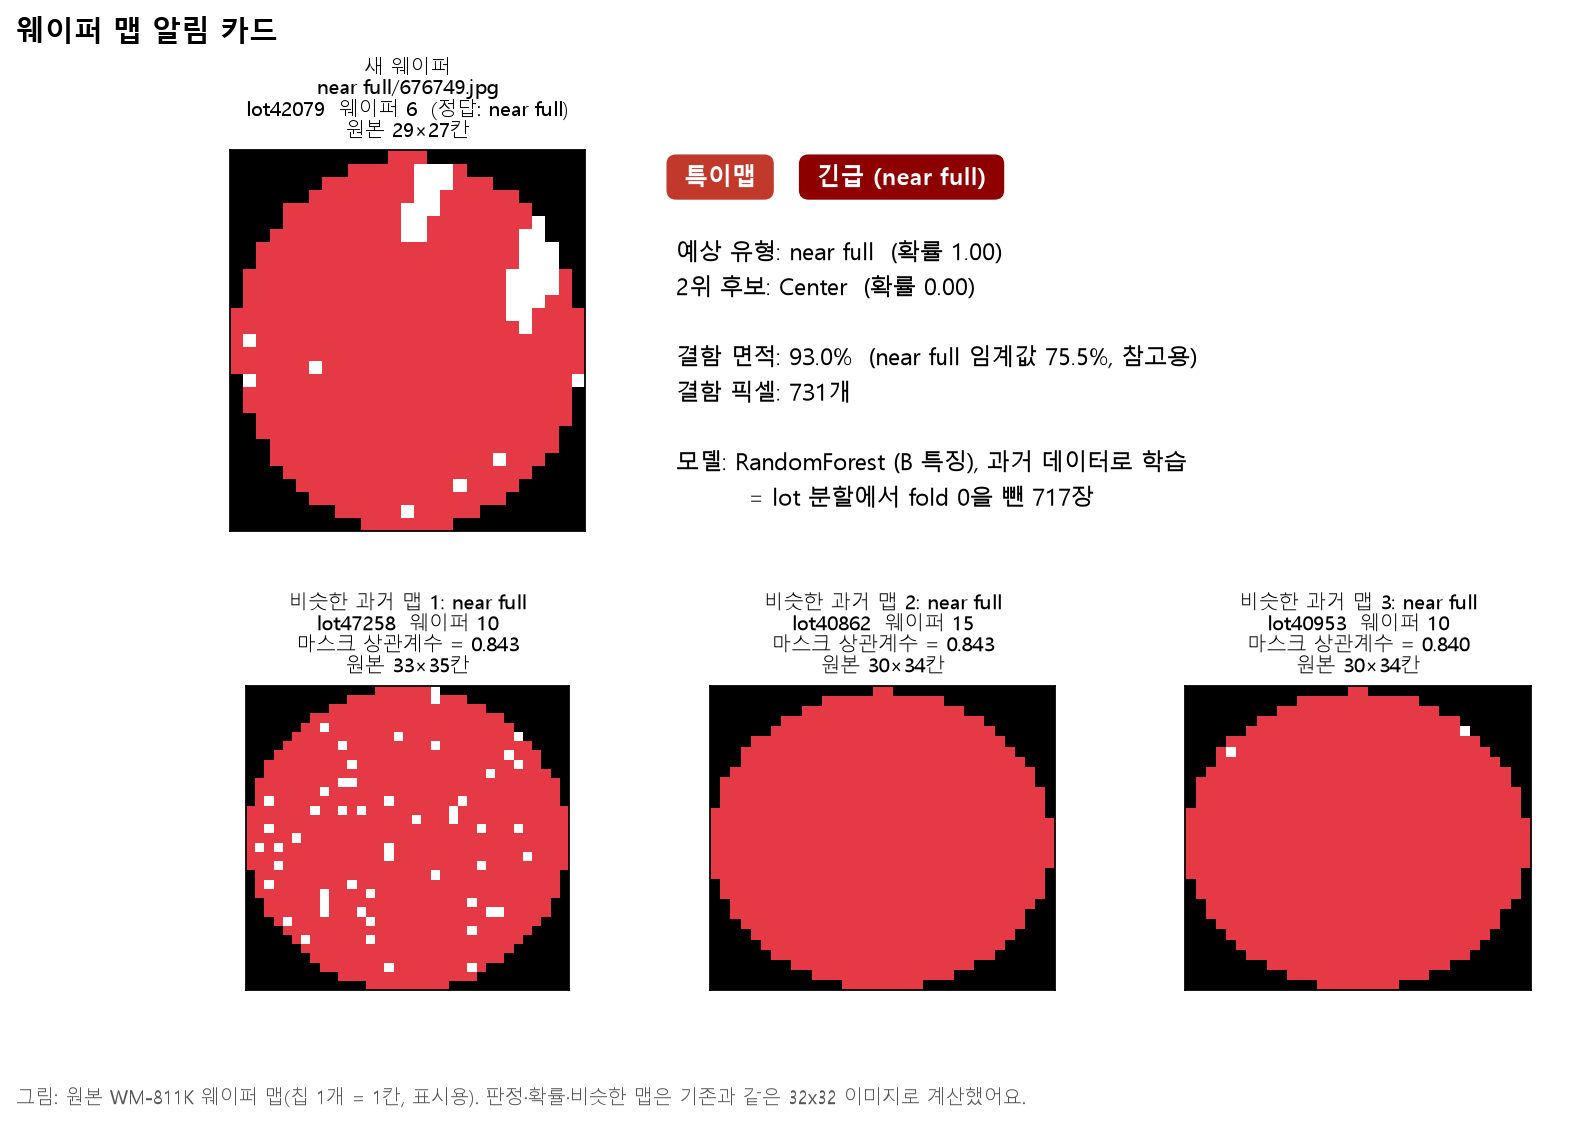 웨이퍼 맵 알림 카드
새 웨이퍼
near full/676749.jpg
lot42079 웨이퍼 6 (정답: near full)
원본 29×27칸
특이맵
긴급 (near full)
예상 유형: near full (확률 1.00)
2위 후보: Center (확률 0.00)
결함 면적: 93.0% (near full 임계값 75.5%, 참고용)
결함 픽셀: 731개
모델: RandomForest (B 특징), 과거 데이터로 학습
= lot 분할에서 fold 0을 뺀 717장
비슷한 과거 맵 1: near full
lot47258 웨이퍼 10
마스크 상관계수 = 0.843
원본 33×35칸
비슷한 과거 맵 2: near full
lot40862 웨이퍼 15
마스크 상관계수 = 0.843
원본 30×34칸
비슷한 과거 맵 3: near full
lot40953 웨이퍼 10
마스크 상관계수 = 0.840
원본 30×34칸
그림: 원본 WM-811K 웨이퍼 맵(칩 1개 = 1칸, 표시용). 판정·확률·비슷한 맵은 기존과 같은 32x32 이미지로 계산했어요.